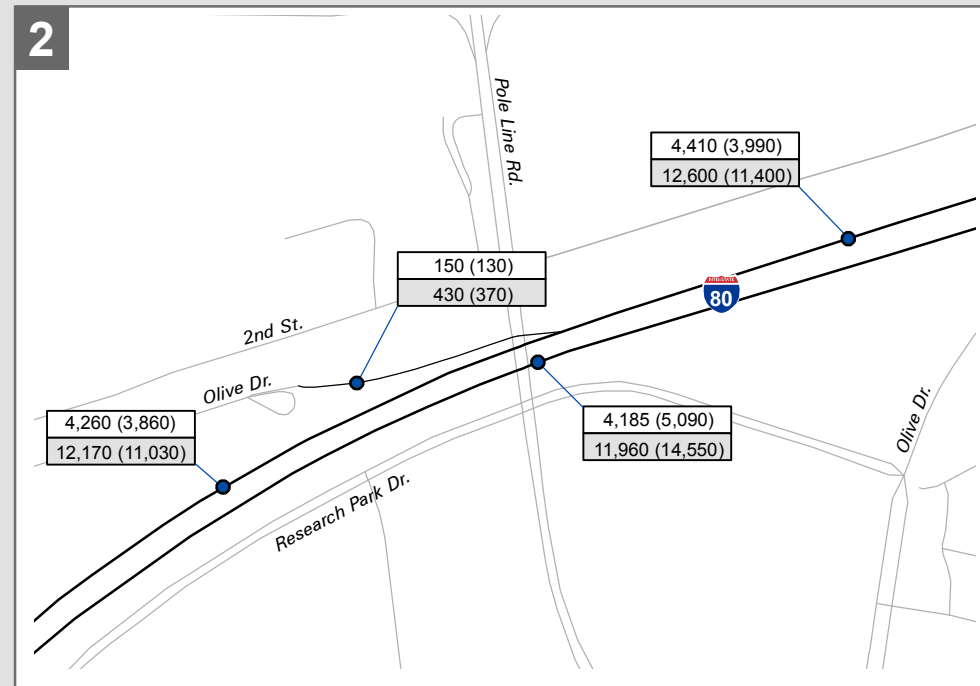 2
Pole Line Rd.
4,410 (3,990)
12,600 (11,400)
150 (130)
430 (370)
INTERSTATE
80
2nd St.
Olive Dr.
4,260 (3,860)
12,170 (11,030)
4,185 (5,090)
11,960 (14,550)
Olive Dr.
Research Park Dr.